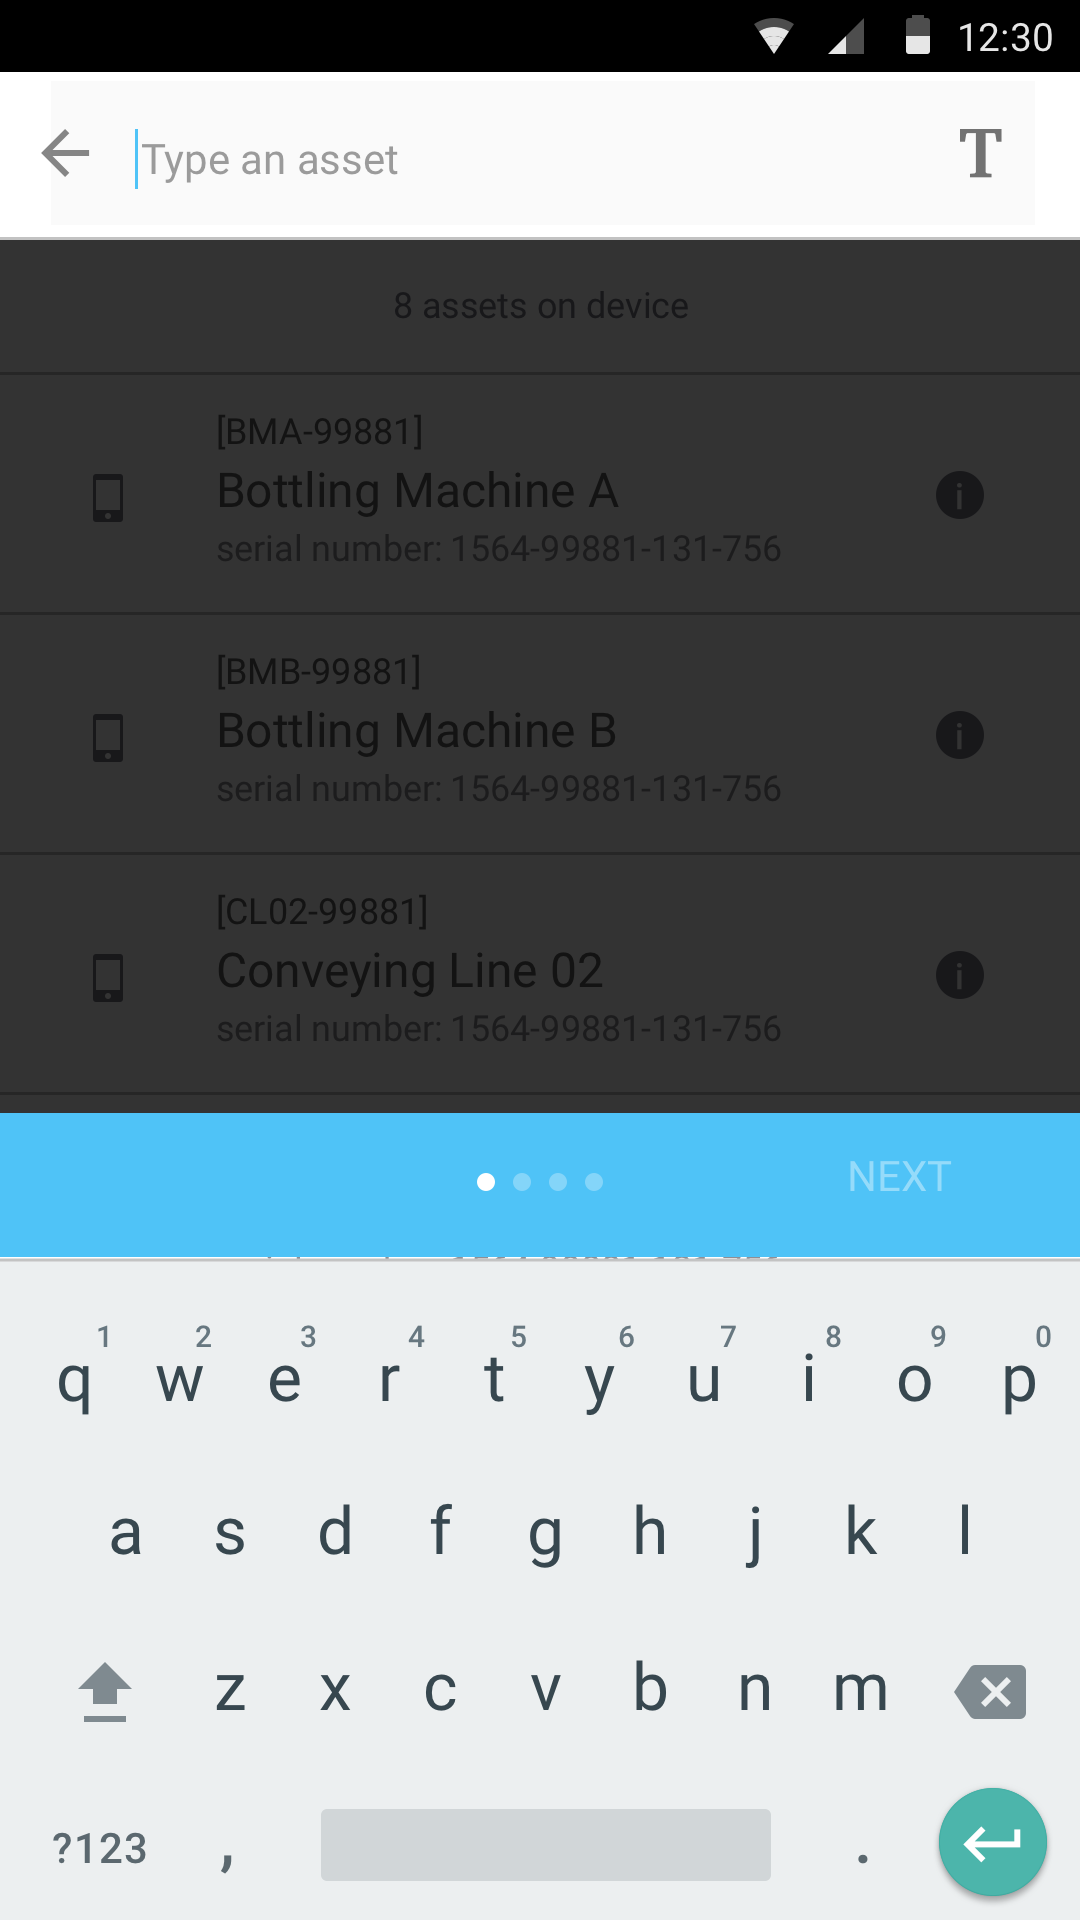 12:30
Type an asset
T
8 assets on device
[BMA-99881]
Bottling Machine A
serial number: 1564-99881-131-756
[BMB-99881]
Bottling Machine B
serial number: 1564-99881-131-756
[CL02-99881]
Conveying Line 02
serial number: 1564-99881-131-756
NEXT
1 2 3 4 5 6 7 8 9 0
q w e r t y u i o p
a s d f g h j k l
z x c v b n m
?123 , .